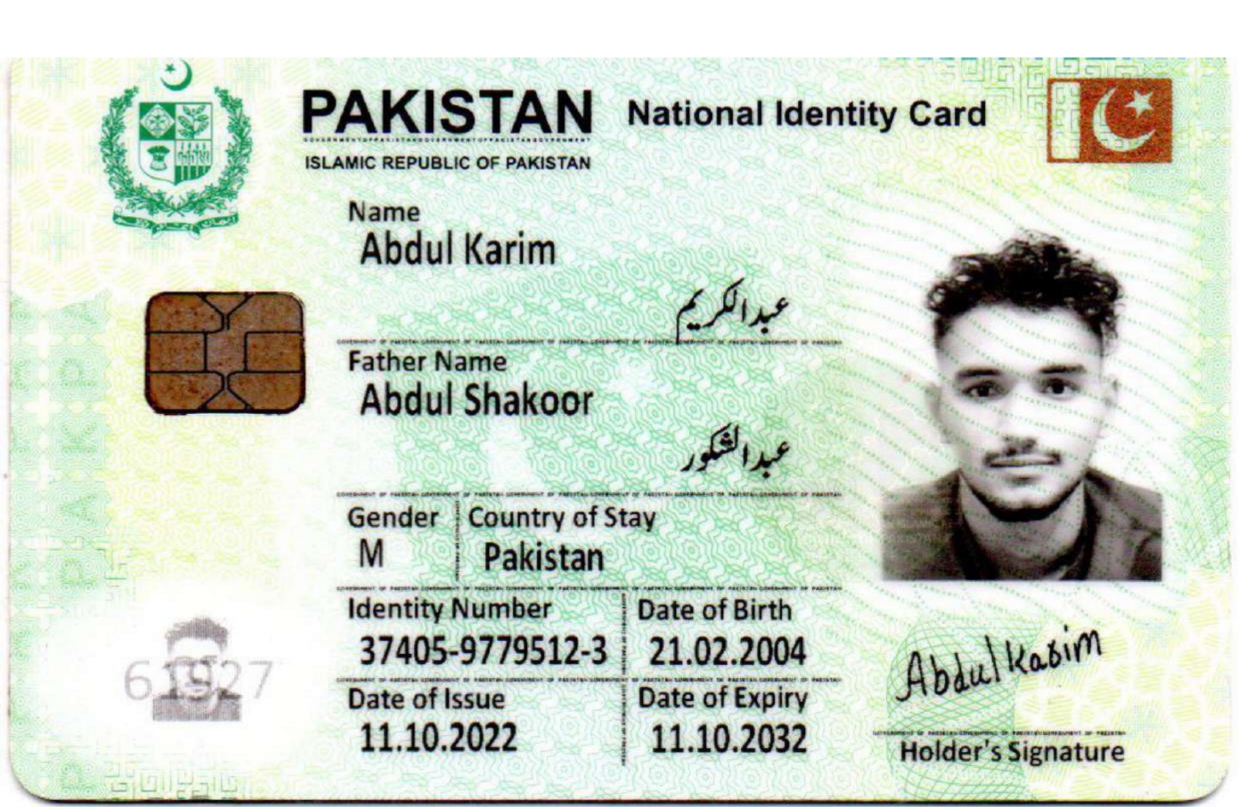 PAKISTAN National Identity Card
ISLAMIC REPUBLIC OF PAKISTAN
Name
Abdul Karim
عبدالکریم
Father Name
Abdul Shakoor
عبدالشکور
Gender Country of Stay
M Pakistan
Identity Number Date of Birth
37405-9779512-3 21.02.2004
Date of Issue Date of Expiry
11.10.2022 11.10.2032
Abdul Karim
Holder's Signature
PAKI